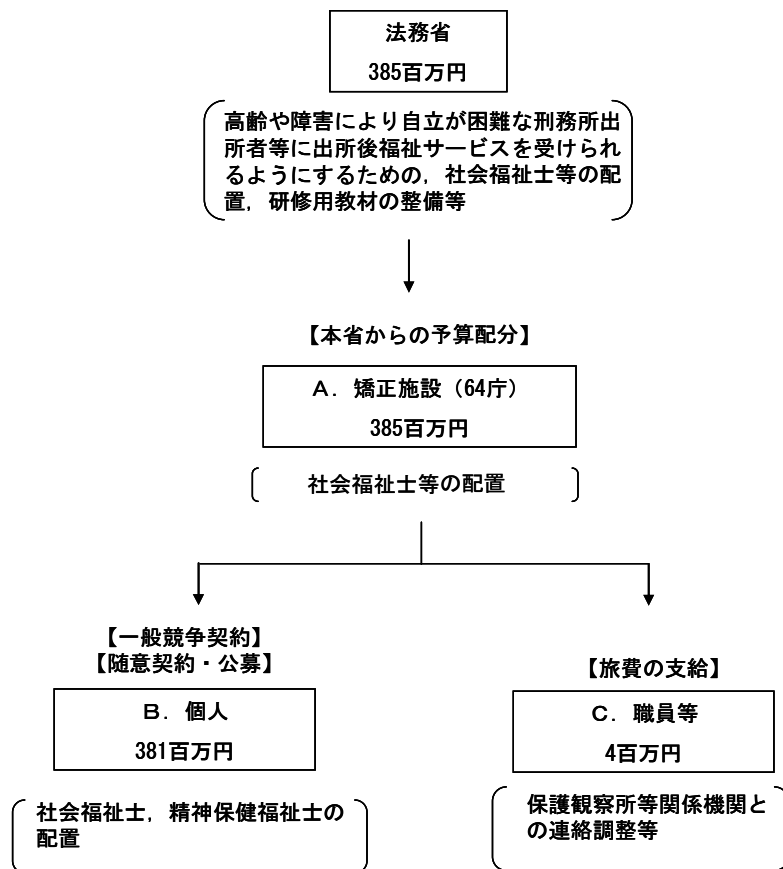 法務省
385百万円
高齢や障害により自立が困難な刑務所出
所者等に出所後福祉サービスを受けられ
るようにするための，社会福祉士等の配
置，研修用教材の整備等
【本省からの予算配分】
Ａ．矯正施設（64庁）
385百万円
社会福祉士等の配置
【一般競争契約】
【随意契約・公募】
Ｂ．個人
381百万円
社会福祉士，精神保健福祉士の
配置
【旅費の支給】
Ｃ．職員等
4百万円
保護観察所等関係機関と
の連絡調整等